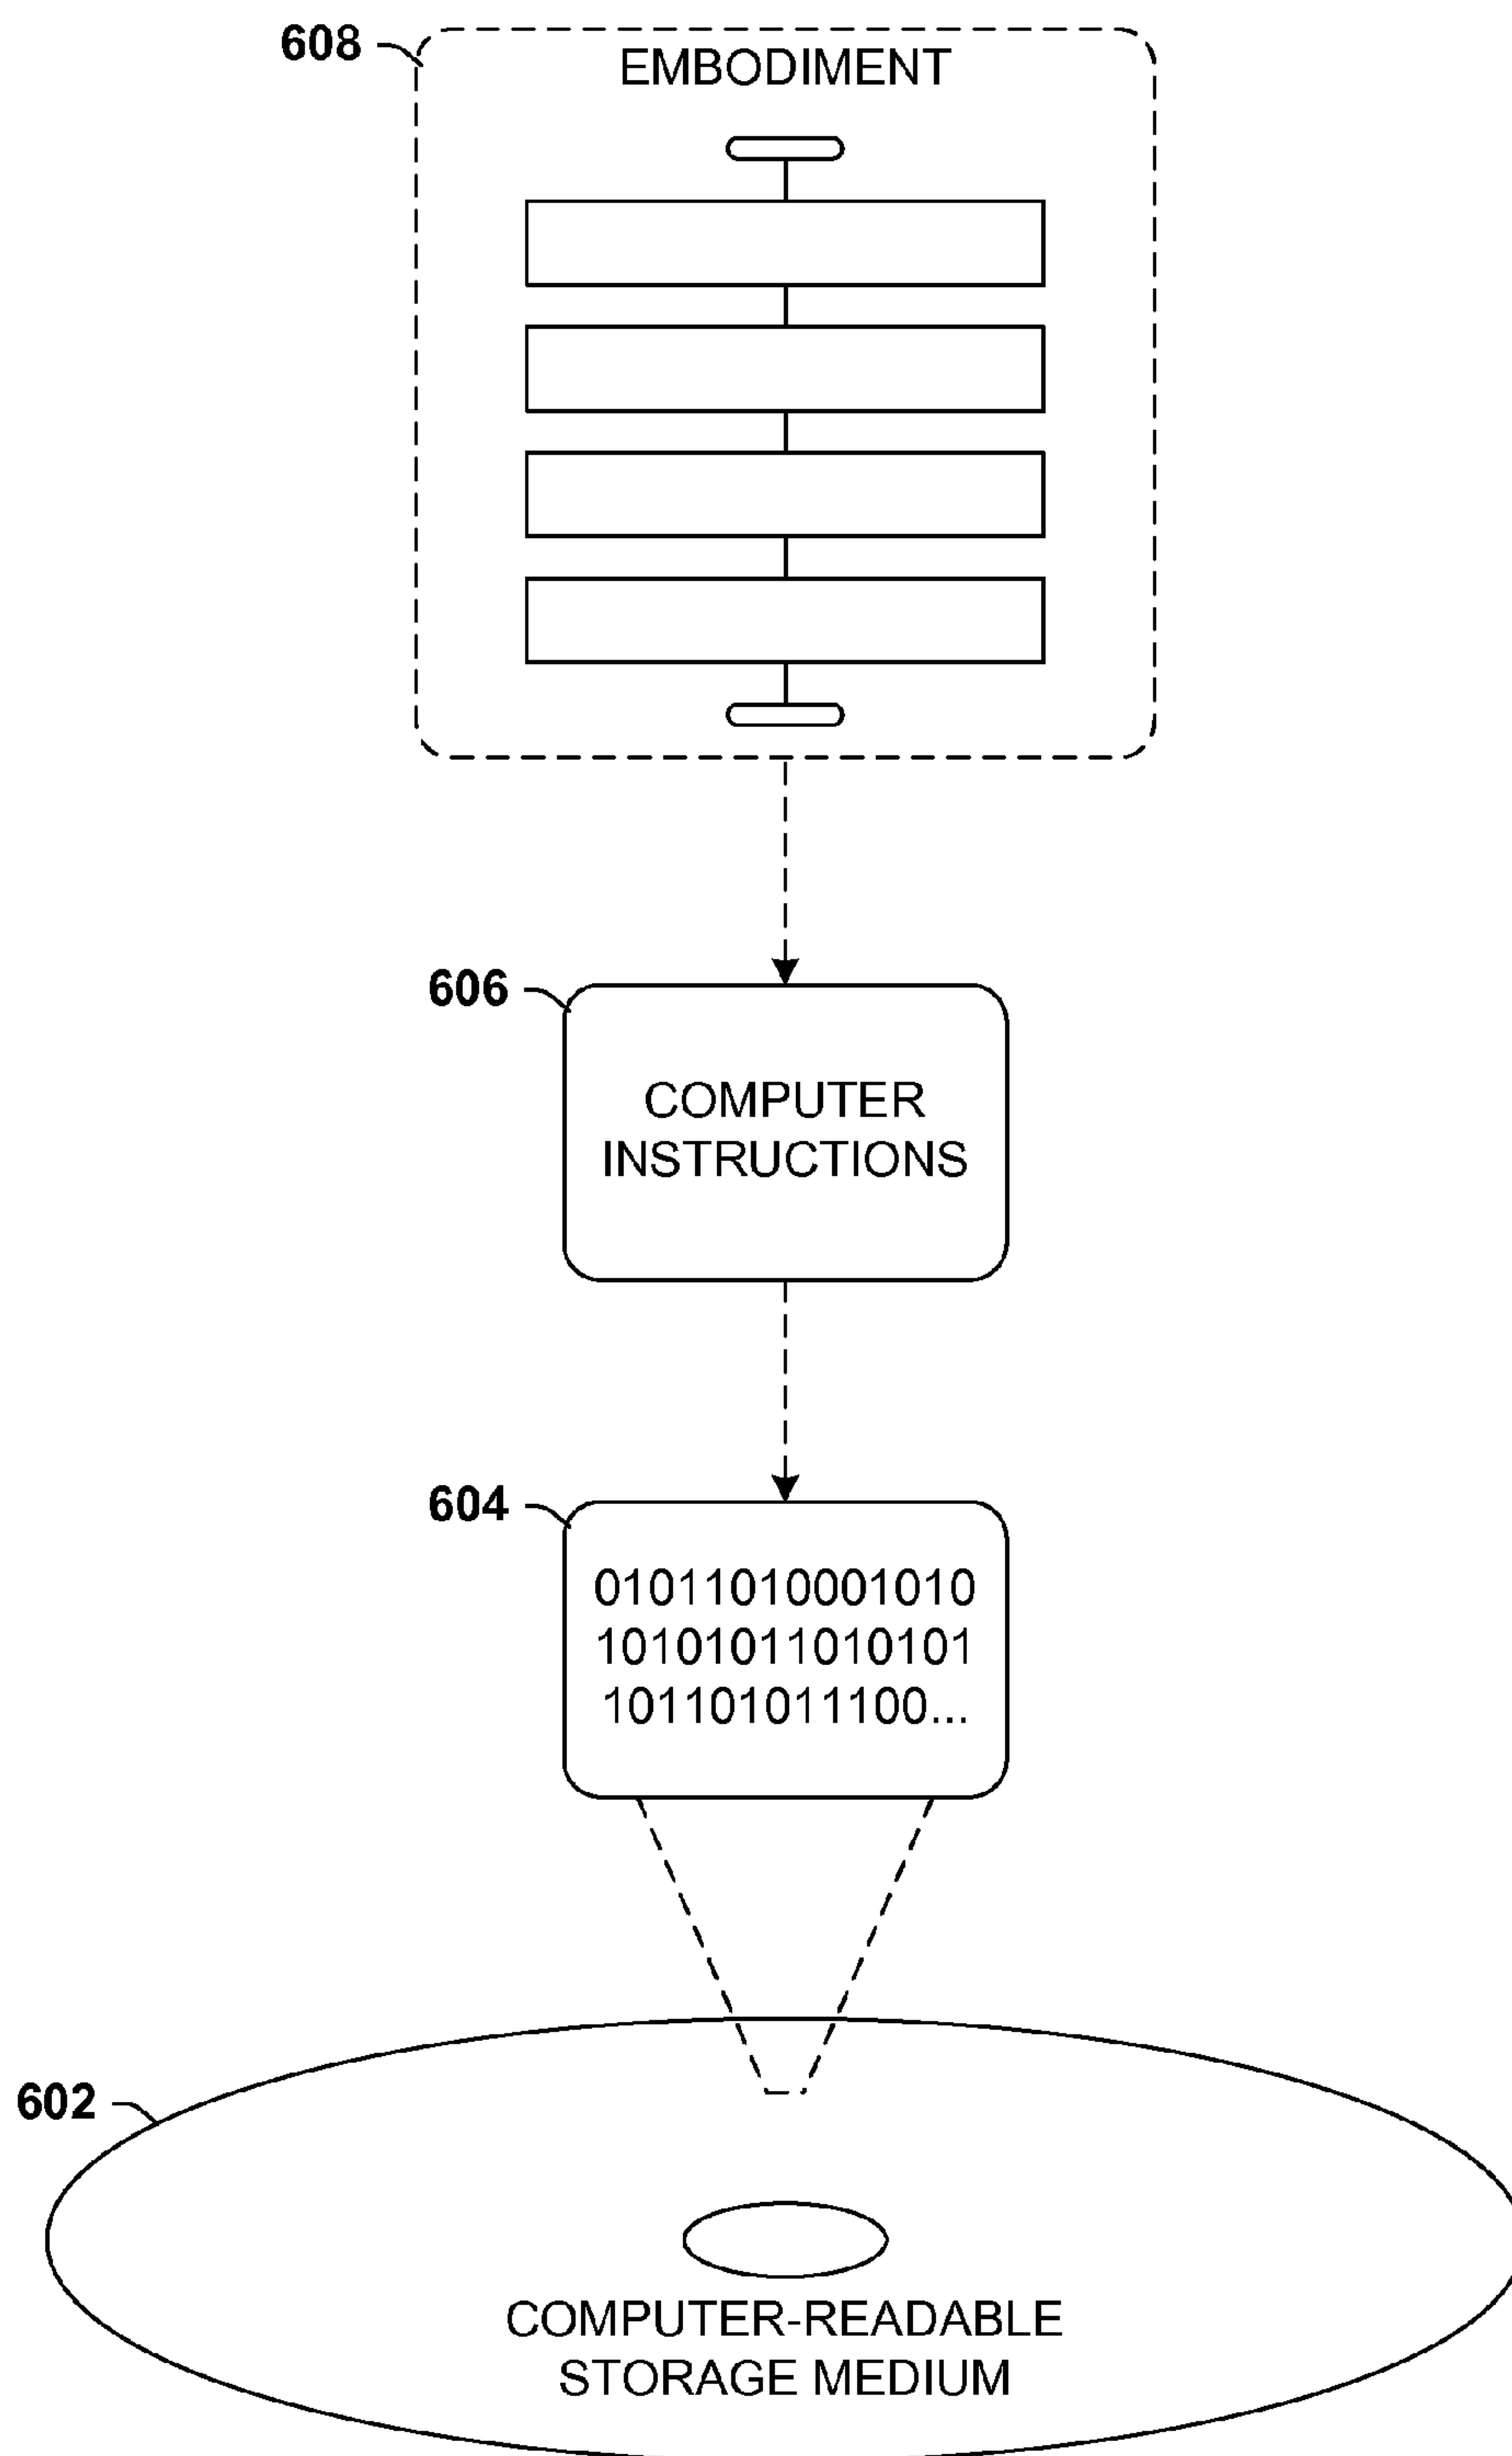 608
EMBODIMENT
606
COMPUTER
INSTRUCTIONS
604
01011010001010
10101011010101
101101011100...
602
COMPUTER-READABLE
STORAGE MEDIUM